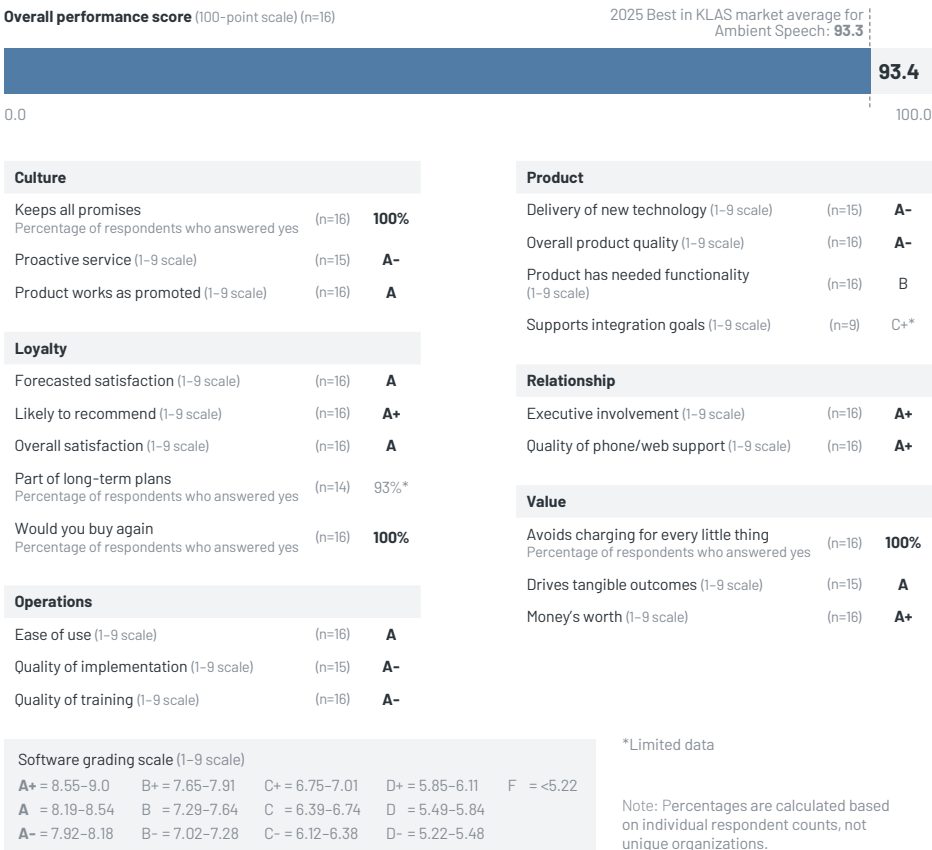 Overall performance score (100-point scale) (n=16)
2025 Best in KLAS market average for
Ambient Speech: 93.3
93.4
0.0
100.0
Culture
Keeps all promises
Percentage of respondents who answered yes
(n=16) 100%
Proactive service (1–9 scale) (n=15) A-
Product works as promoted (1–9 scale) (n=16) A
Loyalty
Forecasted satisfaction (1–9 scale) (n=16) A
Likely to recommend (1–9 scale) (n=16) A+
Overall satisfaction (1–9 scale) (n=16) A
Part of long-term plans
Percentage of respondents who answered yes
(n=14) 93%*
Would you buy again
Percentage of respondents who answered yes
(n=16) 100%
Operations
Ease of use (1–9 scale) (n=16) A
Quality of implementation (1–9 scale) (n=15) A-
Quality of training (1–9 scale) (n=16) A-
Product
Delivery of new technology (1–9 scale) (n=15) A-
Overall product quality (1–9 scale) (n=16) A-
Product has needed functionality
(1–9 scale)
(n=16) B
Supports integration goals (1–9 scale) (n=9) C+*
Relationship
Executive involvement (1–9 scale) (n=16) A+
Quality of phone/web support (1–9 scale) (n=16) A+
Value
Avoids charging for every little thing
Percentage of respondents who answered yes
(n=16) 100%
Drives tangible outcomes (1–9 scale) (n=15) A
Money's worth (1–9 scale) (n=16) A+
Software grading scale (1–9 scale)
A+ = 8.55–9.0 B+ = 7.65–7.91 C+ = 6.75–7.01 D+ = 5.85–6.11 F = <5.22
A = 8.19–8.54 B = 7.29–7.64 C = 6.39–6.74 D = 5.49–5.84
A- = 7.92–8.18 B- = 7.02–7.28 C- = 6.12–6.38 D- = 5.22–5.48
*Limited data
Note: Percentages are calculated based
on individual respondent counts, not
unique organizations.